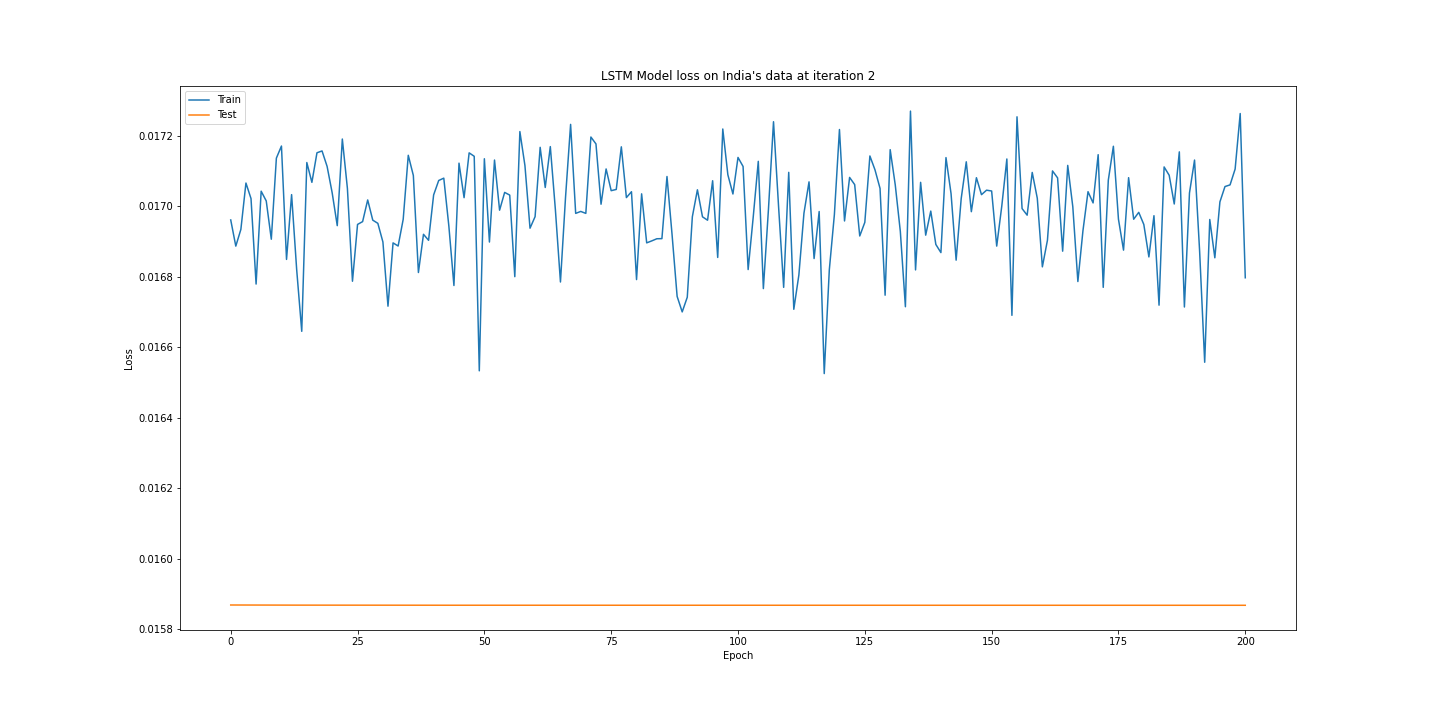 LSTM Model loss on India's data at iteration 2
Train
Test
0.0172
0.0170
0.0168
0.0166
0.0164
0.0162
0.0160
0.0158
Loss
0 25 50 75 100 125 150 175 200
Epoch